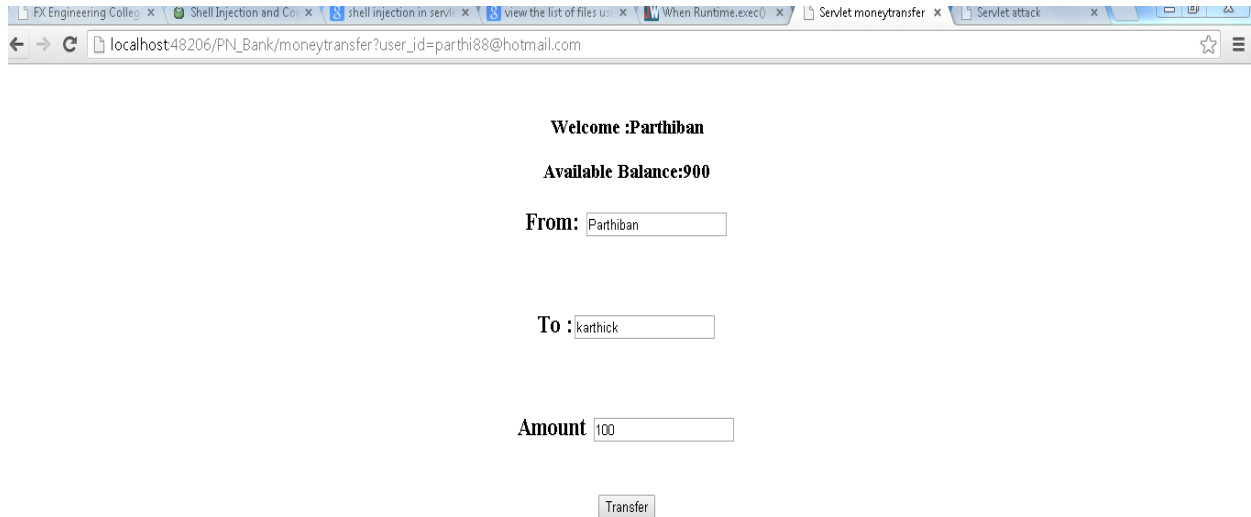 FX Engineering Colleg
Shell Injection and Co
shell injection in servl
view the list of files usi
When Runtime.exec()
Servlet moneytransfer
Servlet attack
localhost:48206/PN_Bank/moneytransfer?user_id=parthi88@hotmail.com
Welcome :Parthiban
Available Balance:900
From: Parthiban
To : karthick
Amount 100
Transfer